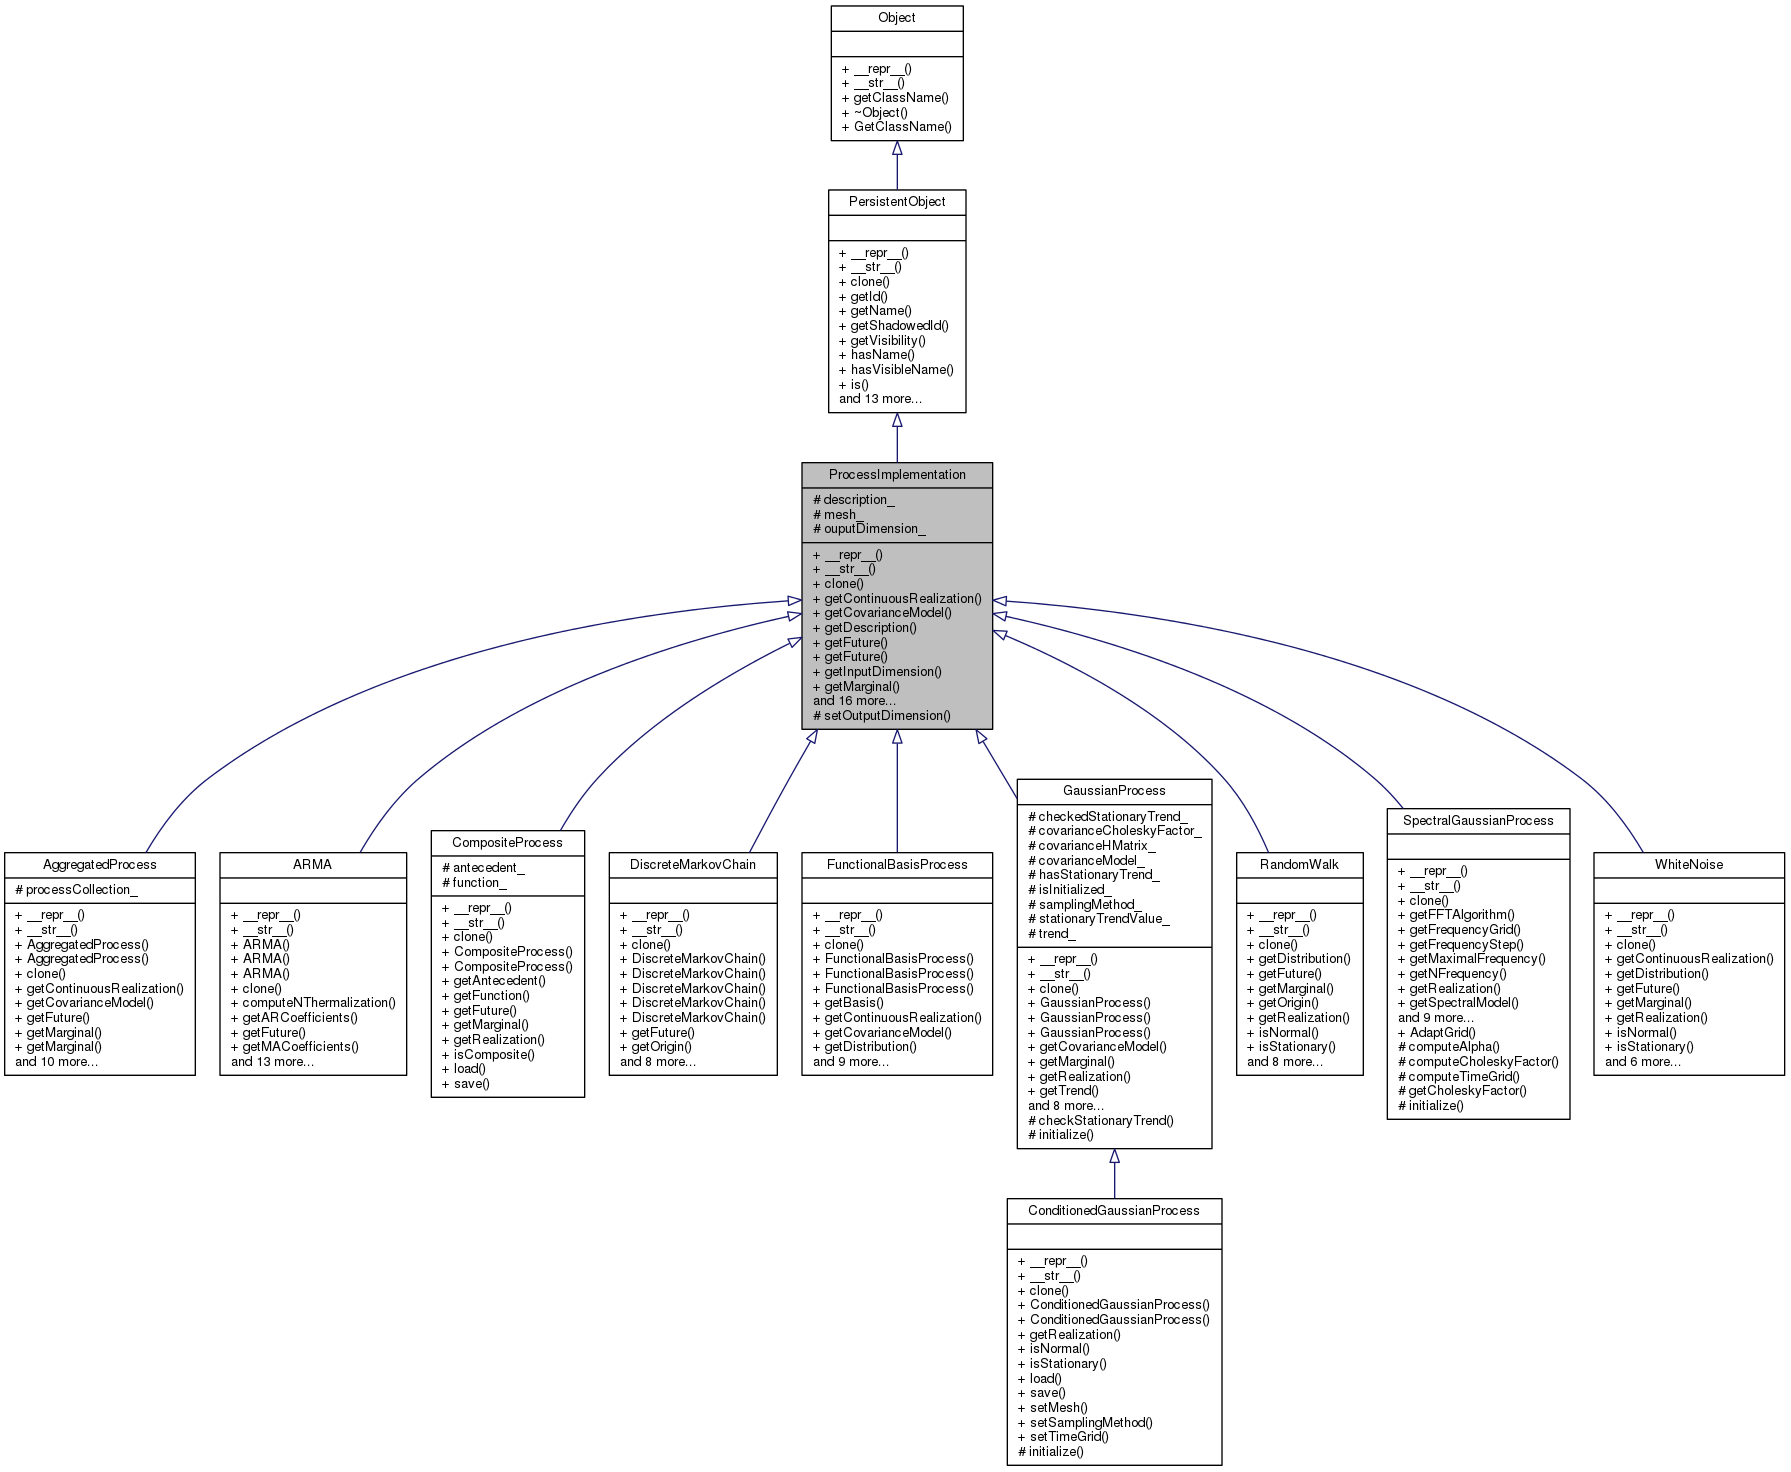 Object
+ __repr__()
+ __str__()
+ getClassName()
+ ~Object()
+ GetClassName()
PersistentObject
+ __repr__()
+ __str__()
+ clone()
+ getId()
+ getName()
+ getShadowedId()
+ getVisibility()
+ hasName()
+ hasVisibleName()
+ is()
and 13 more...
ProcessImplementation
# description_
# mesh_
# ouputDimension_
+ __repr__()
+ __str__()
+ clone()
+ getContinuousRealization()
+ getCovarianceModel()
+ getDescription()
+ getFuture()
+ getFuture()
+ getInputDimension()
+ getMarginal()
and 16 more...
# setOutputDimension()
AggregatedProcess
# processCollection_
+ __repr__()
+ __str__()
+ AggregatedProcess()
+ AggregatedProcess()
+ clone()
+ getContinuousRealization()
+ getCovarianceModel()
+ getFuture()
+ getMarginal()
+ getMarginal()
and 10 more...
ARMA
+ __repr__()
+ __str__()
+ ARMA()
+ ARMA()
+ ARMA()
+ clone()
+ computeNThermalization()
+ getARCoefficients()
+ getFuture()
+ getMACoefficients()
and 13 more...
CompositeProcess
# antecedent_
# function_
+ __repr__()
+ __str__()
+ clone()
+ CompositeProcess()
+ CompositeProcess()
+ getAntecedent()
+ getFunction()
+ getFuture()
+ getMarginal()
+ getRealization()
+ isComposite()
+ load()
+ save()
DiscreteMarkovChain
+ __repr__()
+ __str__()
+ clone()
+ DiscreteMarkovChain()
+ DiscreteMarkovChain()
+ DiscreteMarkovChain()
+ DiscreteMarkovChain()
+ DiscreteMarkovChain()
+ getFuture()
+ getOrigin()
and 8 more...
FunctionalBasisProcess
+ __repr__()
+ __str__()
+ clone()
+ FunctionalBasisProcess()
+ FunctionalBasisProcess()
+ FunctionalBasisProcess()
+ getBasis()
+ getContinuousRealization()
+ getCovarianceModel()
+ getDistribution()
and 9 more...
GaussianProcess
# checkedStationaryTrend_
# covarianceCholeskyFactor_
# covarianceHMatrix_
# covarianceModel_
# hasStationaryTrend_
# isInitialized_
# samplingMethod_
# stationaryTrendValue_
# trend_
+ __repr__()
+ __str__()
+ clone()
+ GaussianProcess()
+ GaussianProcess()
+ GaussianProcess()
+ getCovarianceModel()
+ getMarginal()
+ getRealization()
+ getTrend()
and 8 more...
# checkStationaryTrend()
# initialize()
RandomWalk
+ __repr__()
+ __str__()
+ clone()
+ getDistribution()
+ getFuture()
+ getMarginal()
+ getOrigin()
+ getRealization()
+ isNormal()
+ isStationary()
and 8 more...
SpectralGaussianProcess
+ __repr__()
+ __str__()
+ clone()
+ getFFTAlgorithm()
+ getFrequencyGrid()
+ getFrequencyStep()
+ getMaximalFrequency()
+ getNFrequency()
+ getRealization()
+ getSpectralModel()
and 9 more...
+ AdaptGrid()
# computeAlpha()
# computeCholeskyFactor()
# computeTimeGrid()
# getCholeskyFactor()
# initialize()
WhiteNoise
+ __repr__()
+ __str__()
+ clone()
+ getContinuousRealization()
+ getDistribution()
+ getFuture()
+ getMarginal()
+ getRealization()
+ isNormal()
+ isStationary()
and 6 more...
ConditionedGaussianProcess
+ __repr__()
+ __str__()
+ clone()
+ ConditionedGaussianProcess()
+ ConditionedGaussianProcess()
+ getRealization()
+ isNormal()
+ isStationary()
+ load()
+ save()
+ setMesh()
+ setSamplingMethod()
+ setTimeGrid()
# initialize()